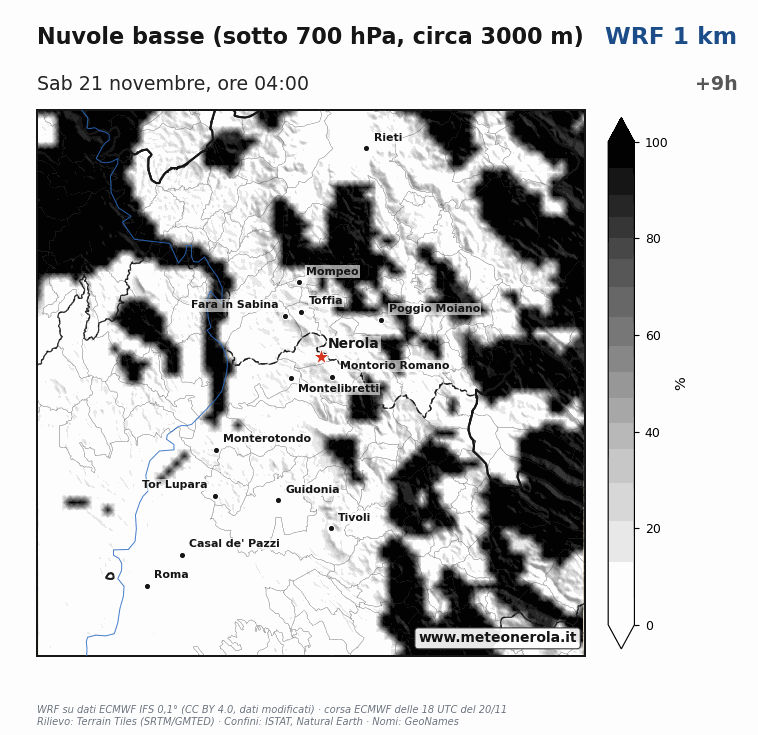 Nuvole basse (sotto 700 hPa, circa 3000 m) WRF 1 km
Sab 21 novembre, ore 04:00 +9h
Rieti
Mompeo
Fara in Sabina
Toffia
Poggio Moiano
Nerola
Montorio Romano
Montelibretti
Monterotondo
Tor Lupara
Guidonia
Tivoli
Casal de' Pazzi
Roma
www.meteonerola.it
100
80
60
40
20
0
%
WRF su dati ECMWF IFS 0,1° (CC BY 4.0, dati modificati) · corsa ECMWF delle 18 UTC del 20/11
Rilievo: Terrain Tiles (SRTM/GMTED) · Confini: ISTAT, Natural Earth · Nomi: GeoNames